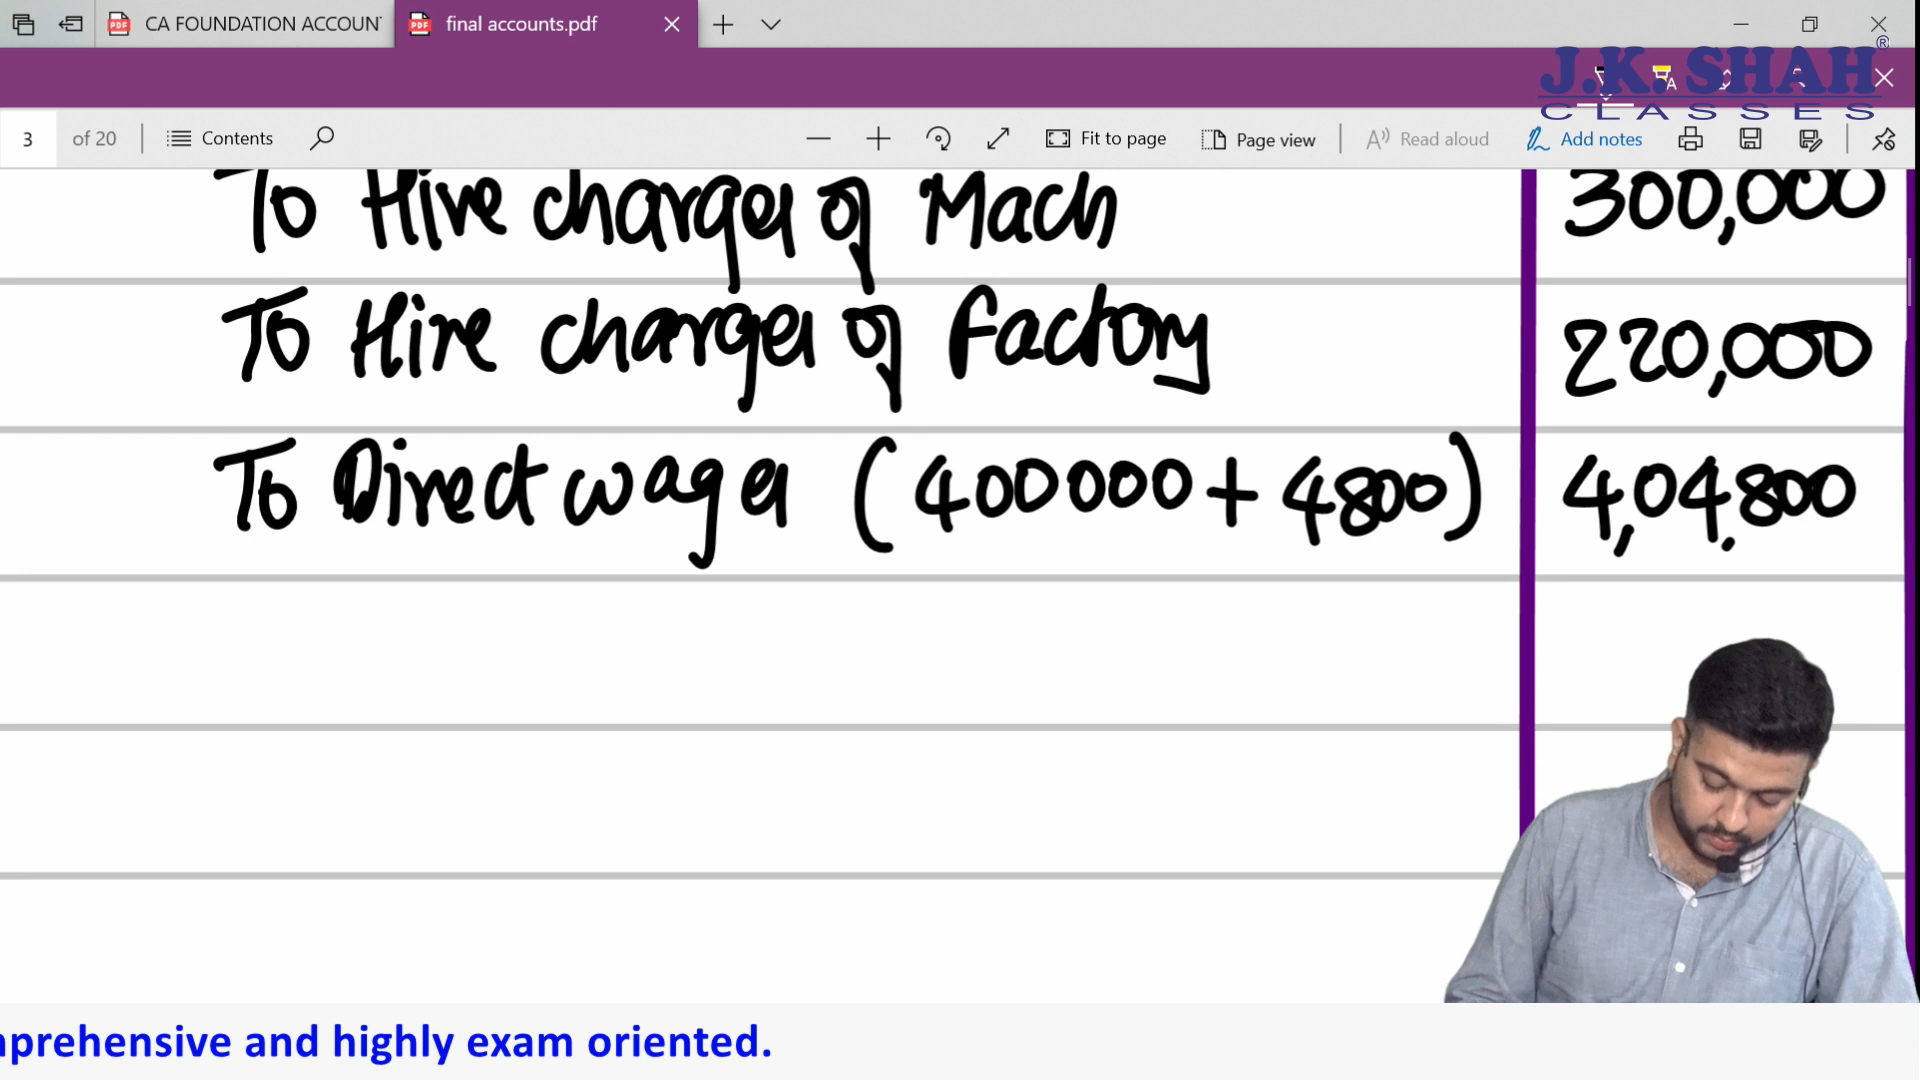 CA FOUNDATION ACCOUN
final accounts.pdf
J.K. SHAH®
CLASSES
3 of 20
Contents
Fit to page
Page view
Read aloud
Add notes
To Hire charges of Mach 300,000
To Hire charges of Factory 220,000
To Direct wages (400000 + 4800) 4,04,800
prehensive and highly exam oriented.